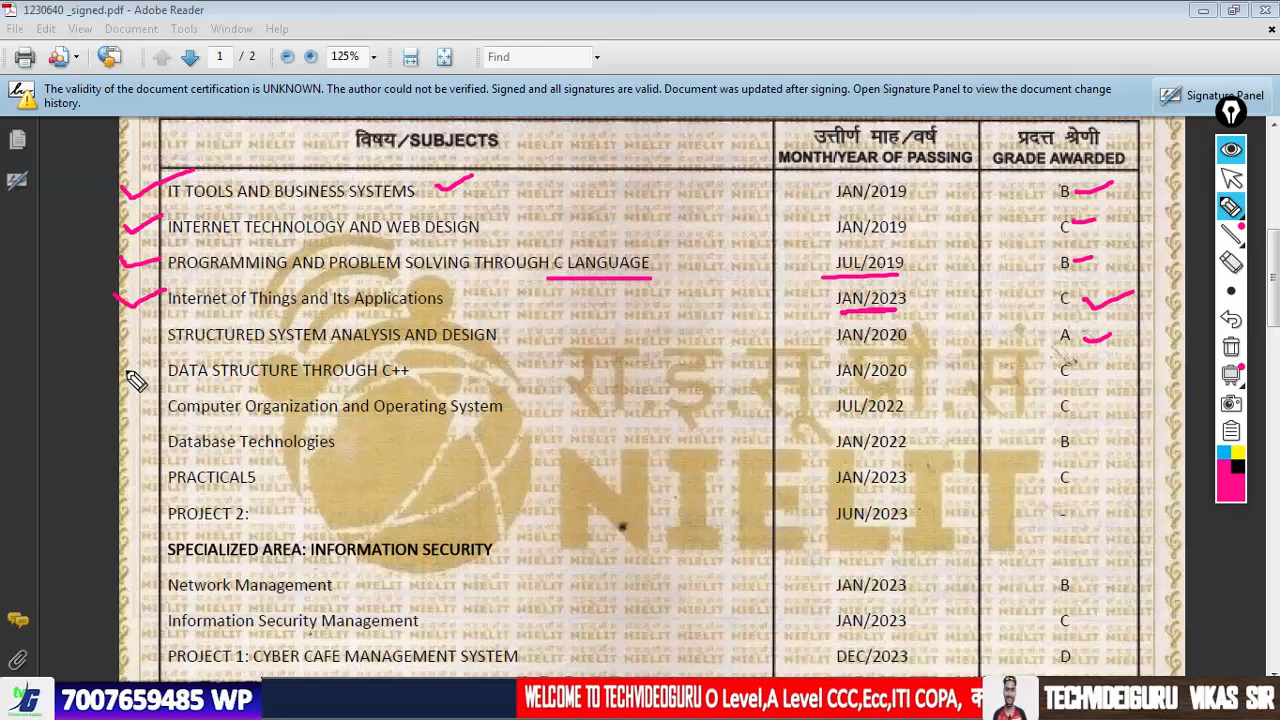 1230640 _signed.pdf - Adobe Reader
File Edit View Document Tools Window Help
1 / 2 125% Find
The validity of the document certification is UNKNOWN. The author could not be verified. Signed and all signatures are valid. Document was updated after signing. Open Signature Panel to view the document change history.
Signature Panel
विषय/SUBJECTS उत्तीर्ण माह/वर्ष MONTH/YEAR OF PASSING प्रदत्त श्रेणी GRADE AWARDED
IT TOOLS AND BUSINESS SYSTEMS JAN/2019 B
INTERNET TECHNOLOGY AND WEB DESIGN JAN/2019 C
PROGRAMMING AND PROBLEM SOLVING THROUGH C LANGUAGE JUL/2019 B
Internet of Things and Its Applications JAN/2023 C
STRUCTURED SYSTEM ANALYSIS AND DESIGN JAN/2020 A
DATA STRUCTURE THROUGH C++ JAN/2020 C
Computer Organization and Operating System JUL/2022 C
Database Technologies JAN/2022 B
PRACTICAL5 JAN/2023 C
PROJECT 2: JUN/2023 -
SPECIALIZED AREA: INFORMATION SECURITY
Network Management JAN/2023 B
Information Security Management JAN/2023 C
PROJECT 1: CYBER CAFE MANAGEMENT SYSTEM DEC/2023 D
रा.इ.सू.प्रौ.सं
NIELIT
tvG
7007659485 WP
WELCOME TO TECHVIDEOGURU O Level,A Level CCC,Ecc,ITI COPA,
TECHVIDEIGURU VIKAS SIR